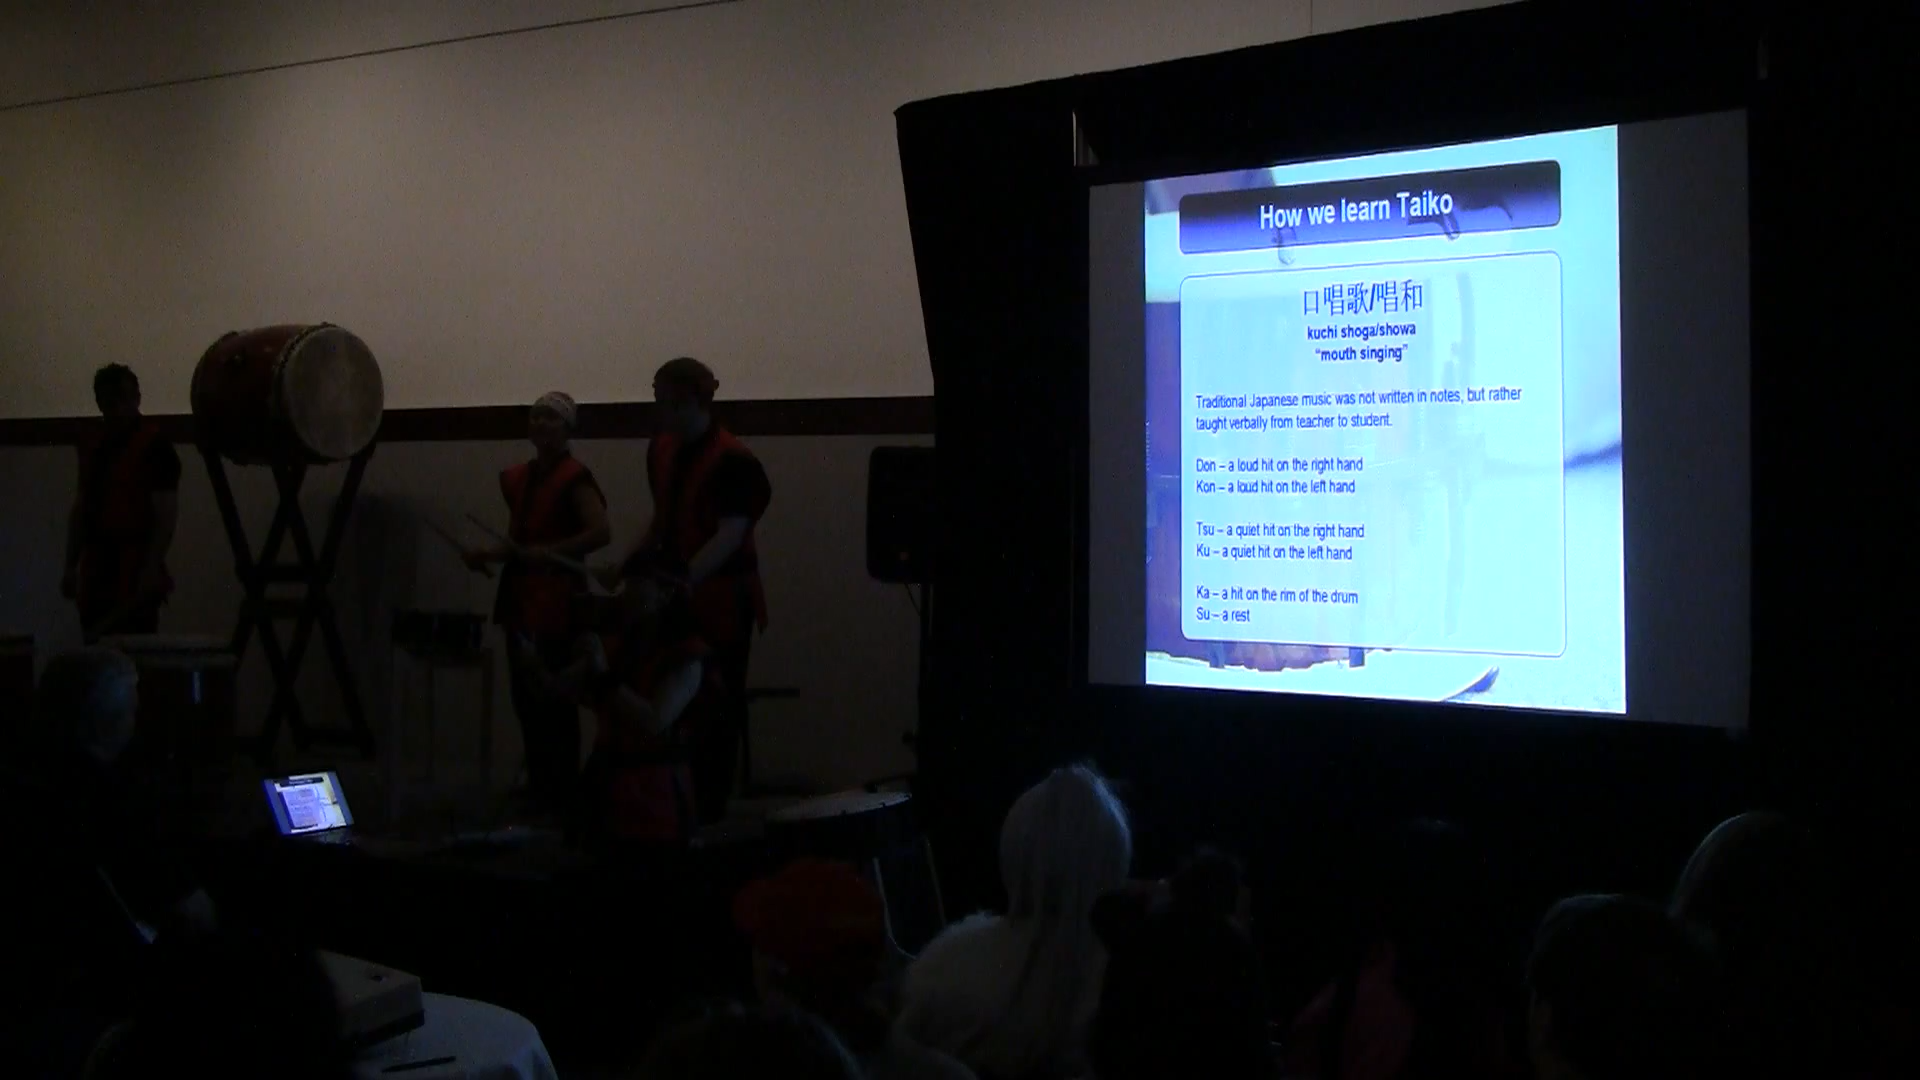 How we learn Taiko
口唱歌/唱和
kuchi shoga/showa
“mouth singing”
Traditional Japanese music was not written in notes, but rather
taught verbally from teacher to student.
Don – a loud hit on the right hand
Kon – a loud hit on the left hand
Tsu – a quiet hit on the right hand
Ku – a quiet hit on the left hand
Ka – a hit on the rim of the drum
Su – a rest